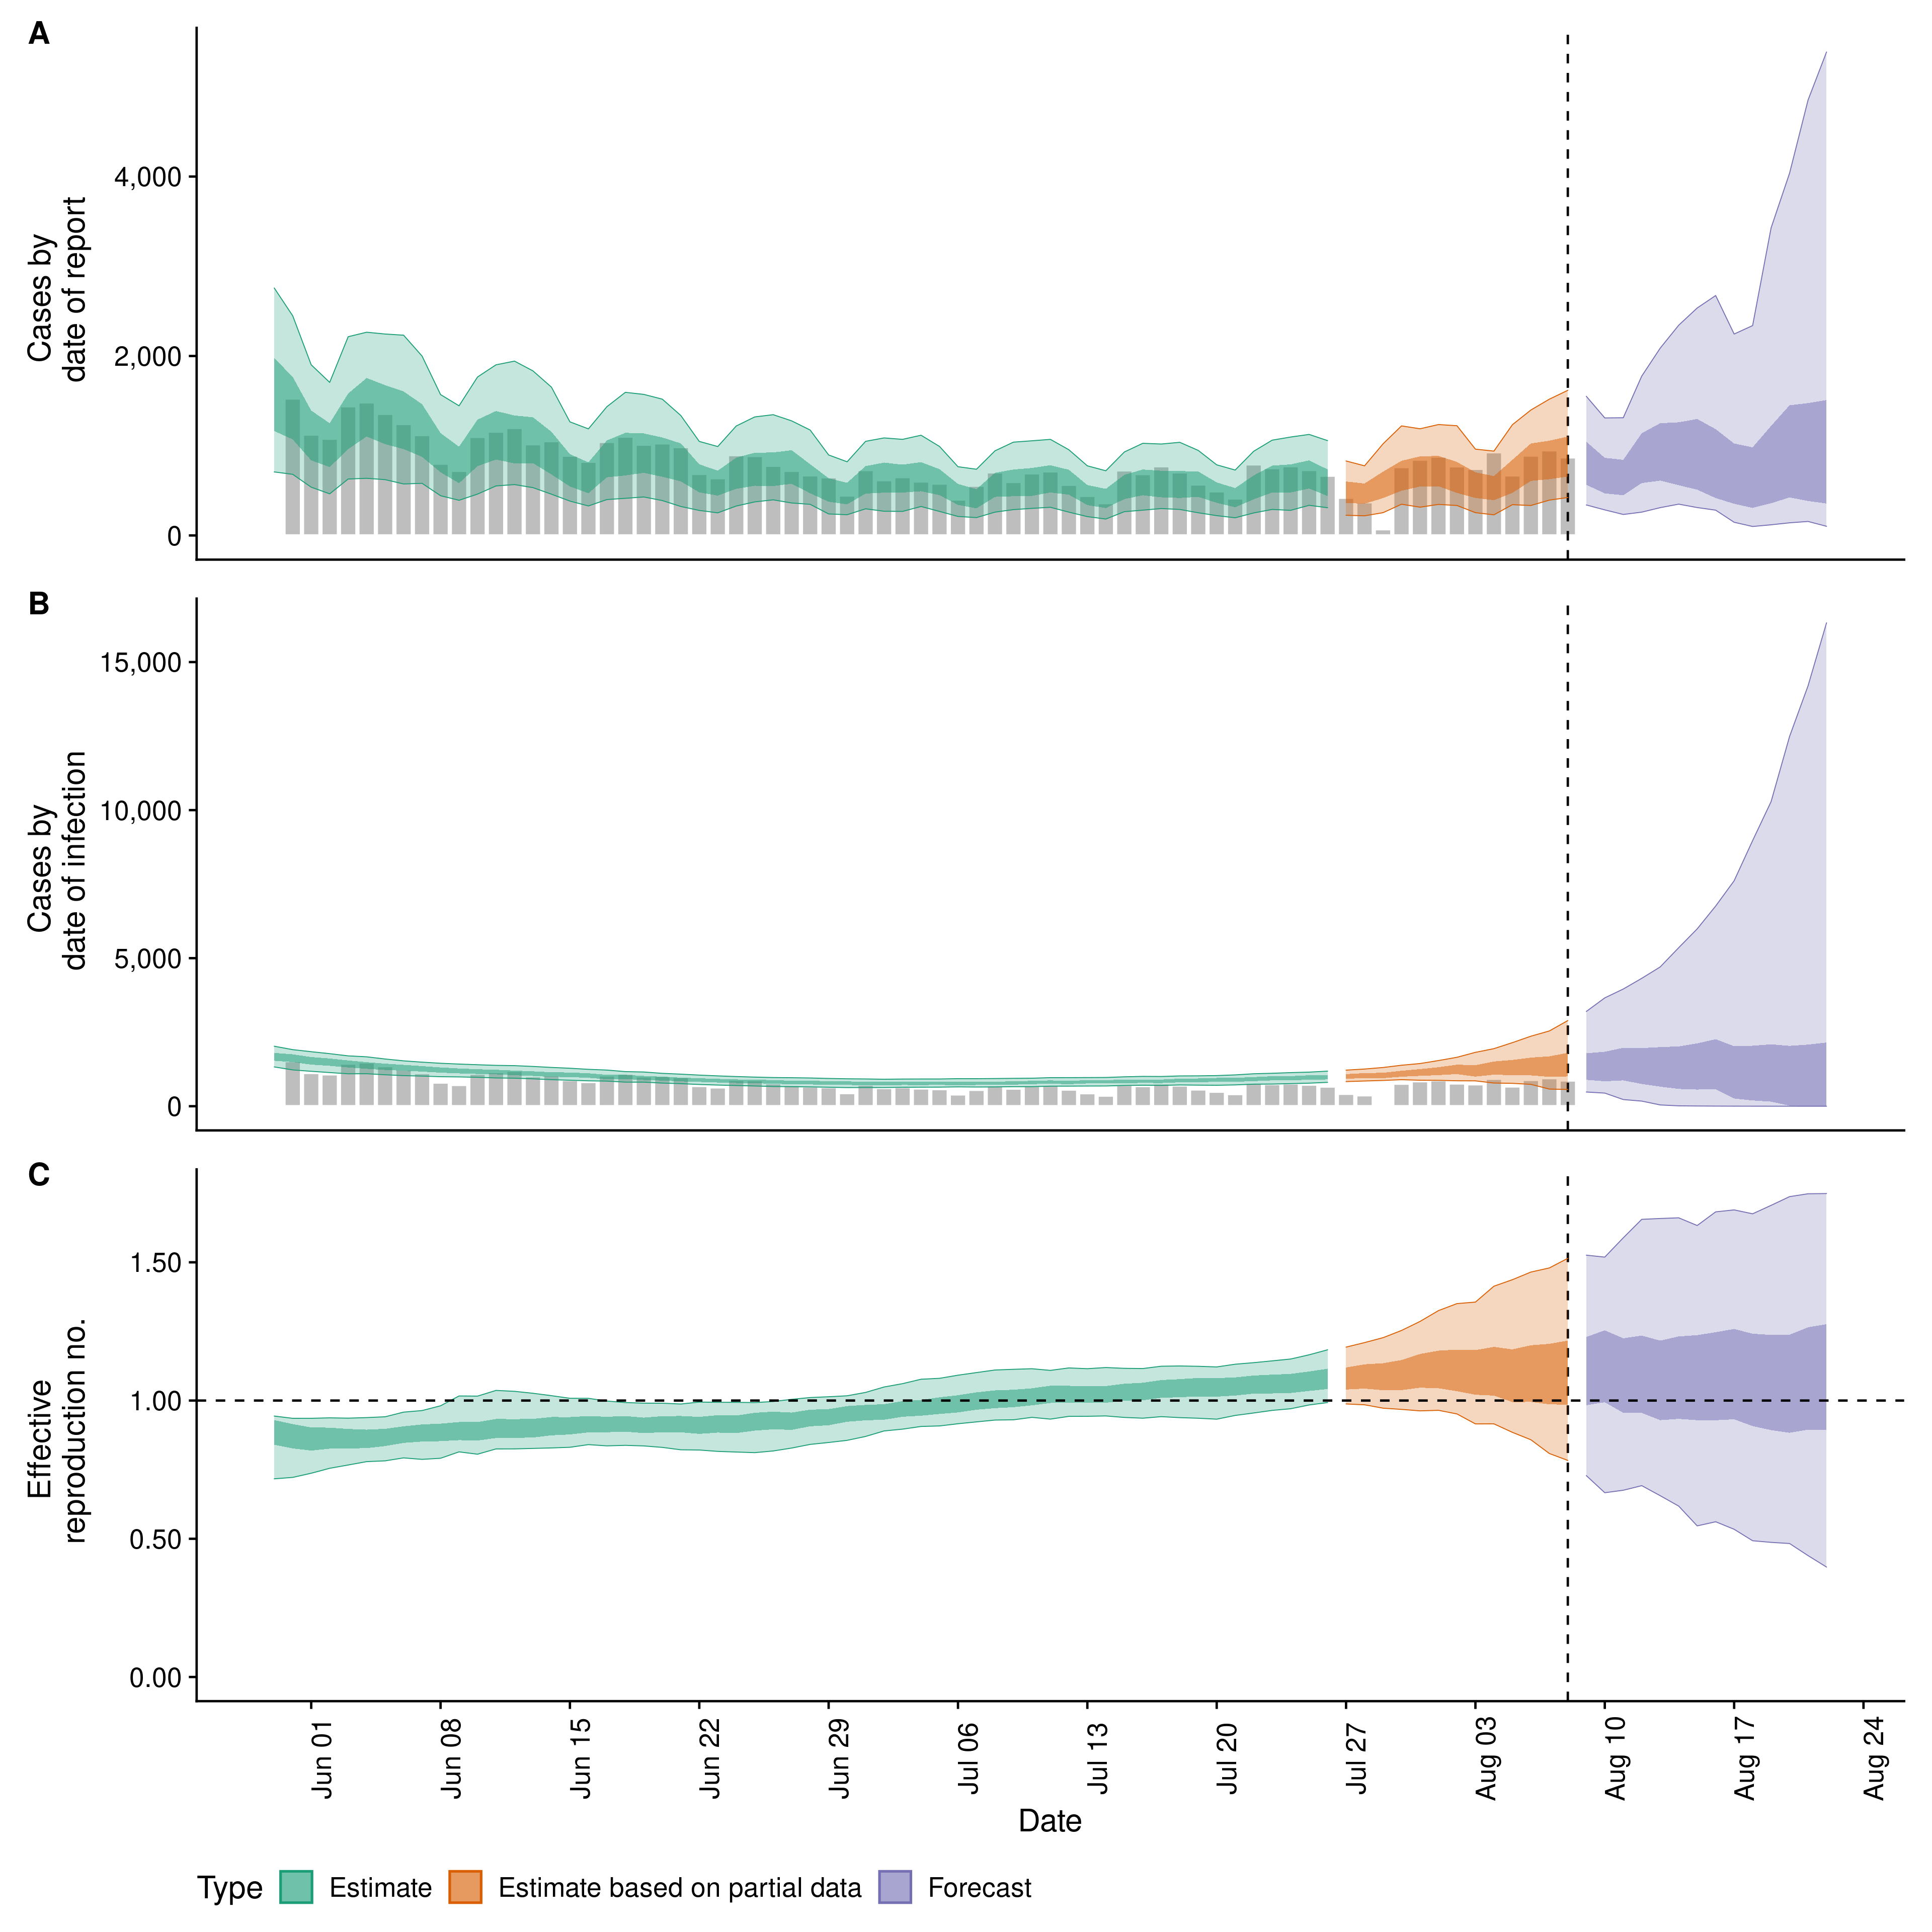 A
Cases by
date of report
4,000
2,000
0
B
Cases by
date of infection
15,000
10,000
5,000
0
C
Effective
reproduction no.
1.50
1.00
0.50
0.00
Jun 01
Jun 08
Jun 15
Jun 22
Jun 29
Jul 06
Jul 13
Jul 20
Jul 27
Aug 03
Aug 10
Aug 17
Aug 24
Date
Type Estimate Estimate based on partial data Forecast